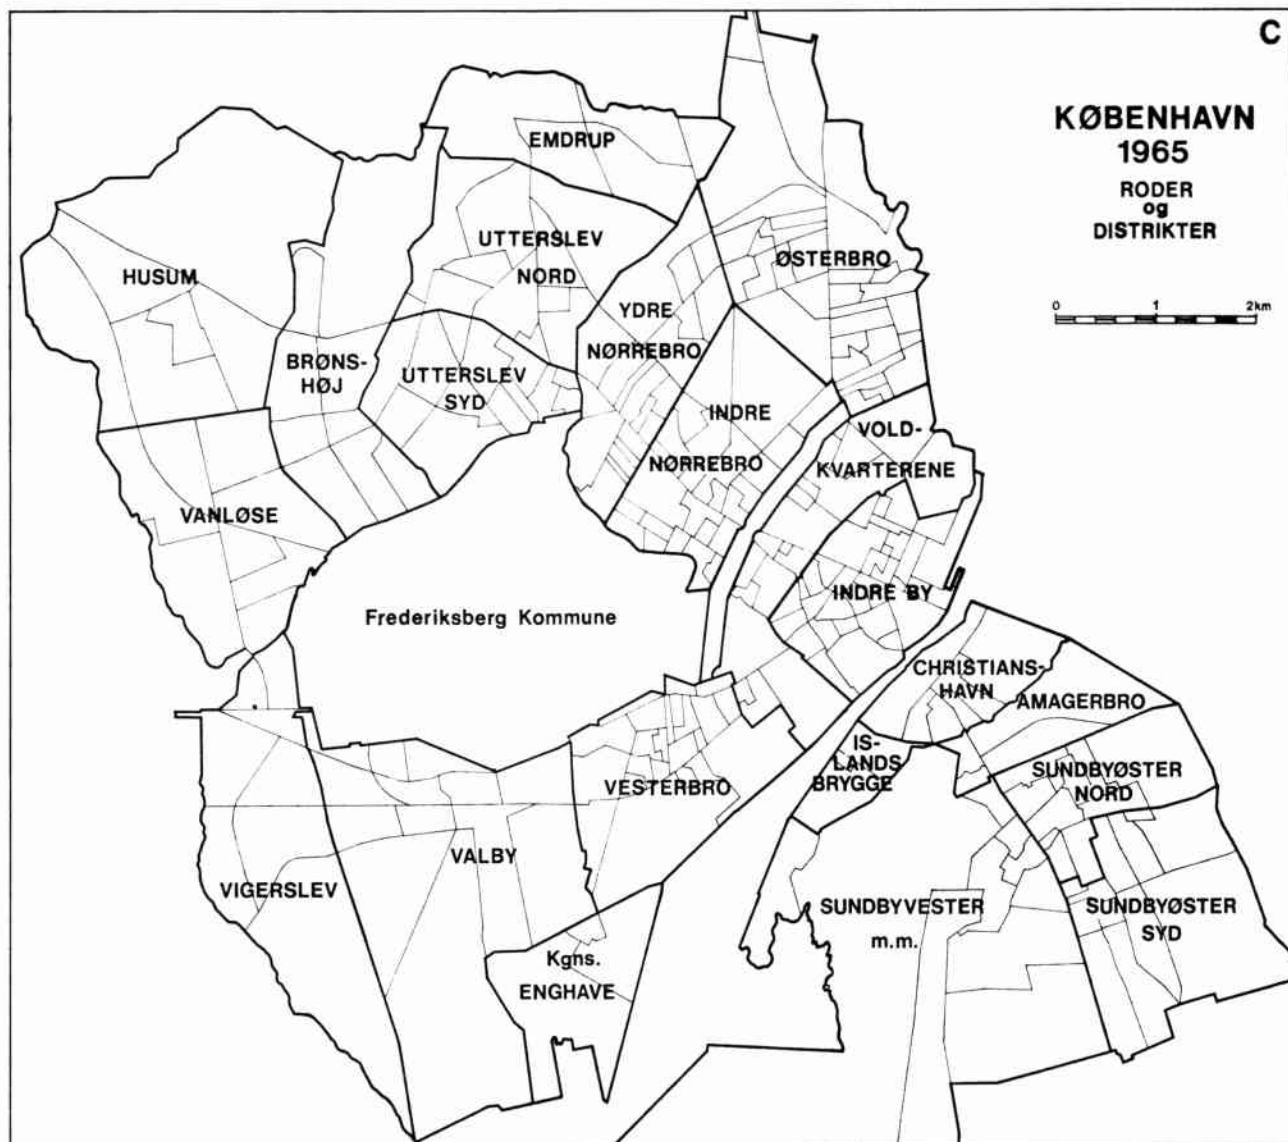 C
KØBENHAVN
1965
RODER
og
DISTRIKTER
0 1 2km
EMDRUP
UTTERSLEV
NORD
HUSUM
ØSTERBRO
YDRE
NØRREBRO
BRØNS-
HØJ
UTTERSLEV
SYD
INDRE
NØRREBRO
VOLD-
KVARTERENE
VANLØSE
INDRE BY
Frederiksberg Kommune
CHRISTIANS-
HAVN
AMAGERBRO
IS-
LANDS
BRYGGE
SUNDBYØSTER
NORD
VESTERBRO
VALBY
VIGERSLEV
SUNDBYVESTER
m.m.
SUNDBYØSTER
SYD
Kgns.
ENGHAVE